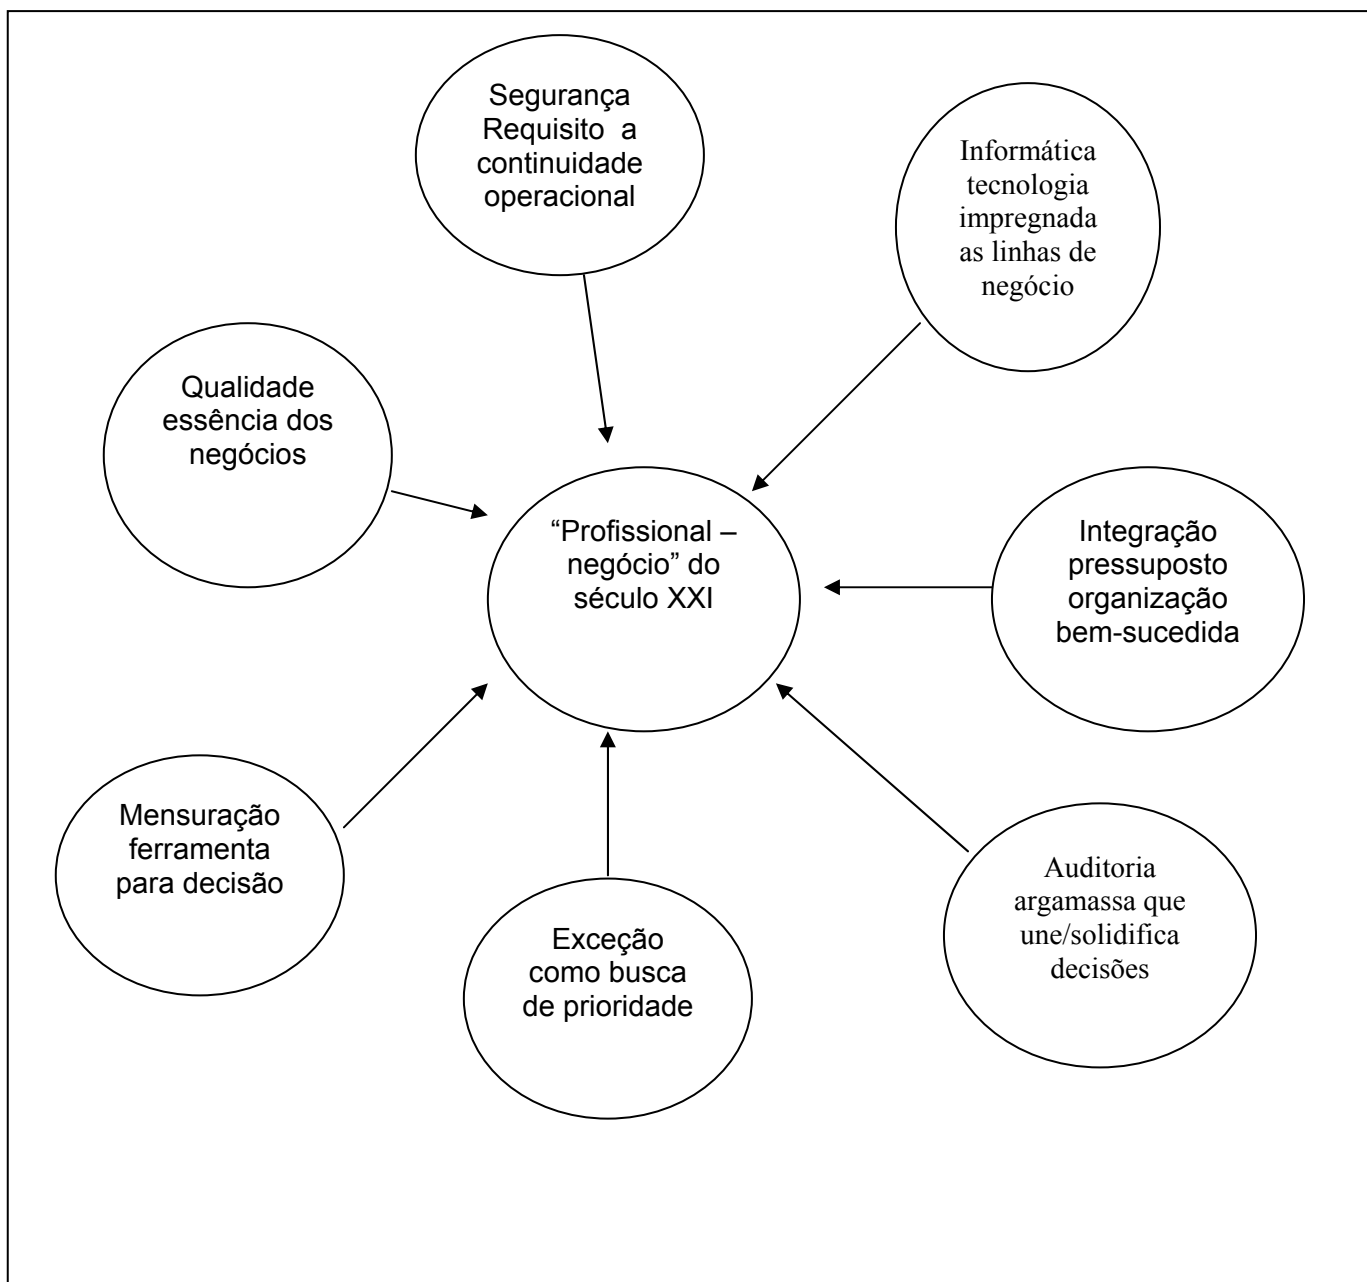 Segurança
Requisito a
continuidade
operacional
Informática
tecnologia
impregnada
as linhas de
negócio
Qualidade
essência dos
negócios
“Profissional –
negócio” do
século XXI
Integração
pressuposto
organização
bem-sucedida
Mensuração
ferramenta
para decisão
Exceção
como busca
de prioridade
Auditoria
argamassa que
une/solidifica
decisões